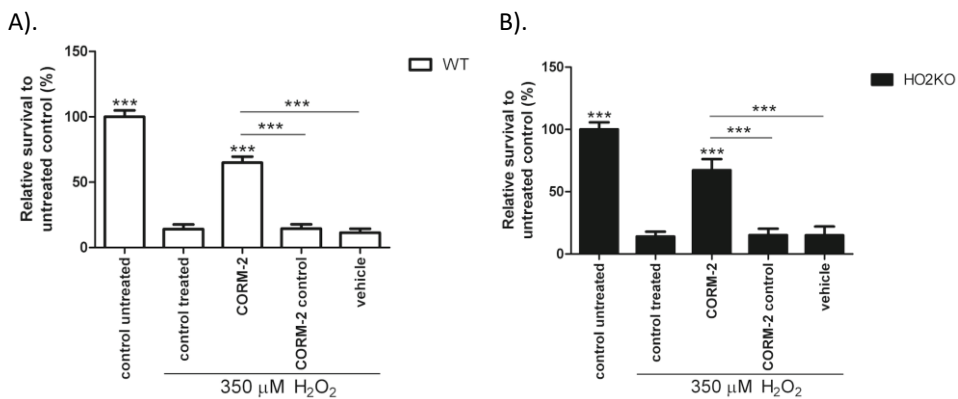 A).
Relative survival to
untreated control (%)
150
100
50
0
***
***
***
***
WT
control untreated
control treated
CORM-2
CORM-2 control
vehicle
350 μM H₂O₂
B).
Relative survival to
untreated control (%)
150
100
50
0
***
***
***
***
HO2KO
control untreated
control treated
CORM-2
CORM-2 control
vehicle
350 μM H₂O₂